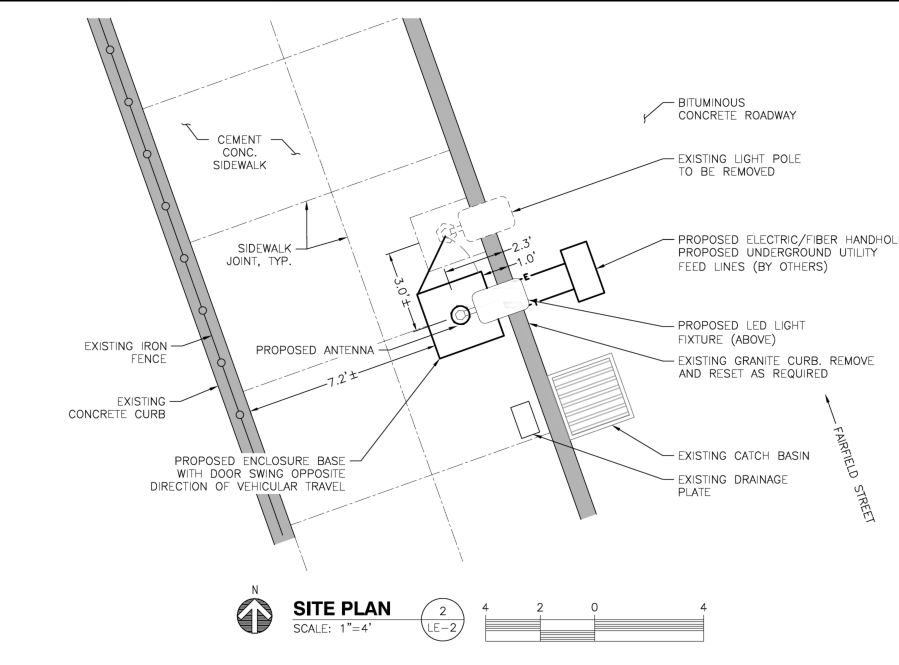 BITUMINOUS
CONCRETE ROADWAY
CEMENT
CONC.
SIDEWALK
EXISTING LIGHT POLE
TO BE REMOVED
SIDEWALK
JOINT, TYP.
2.3'
1.0'
3.0'±
E
T
PROPOSED ELECTRIC/FIBER HANDHOL
PROPOSED UNDERGROUND UTILITY
FEED LINES (BY OTHERS)
PROPOSED LED LIGHT
FIXTURE (ABOVE)
EXISTING IRON
FENCE
PROPOSED ANTENNA
EXISTING GRANITE CURB. REMOVE
AND RESET AS REQUIRED
7.2'±
EXISTING
CONCRETE CURB
PROPOSED ENCLOSURE BASE
WITH DOOR SWING OPPOSITE
DIRECTION OF VEHICULAR TRAVEL
EXISTING CATCH BASIN
EXISTING DRAINAGE
PLATE
FAIRFIELD STREET
N
SITE PLAN
SCALE: 1"=4'
2
LE-2
4 2 0 4